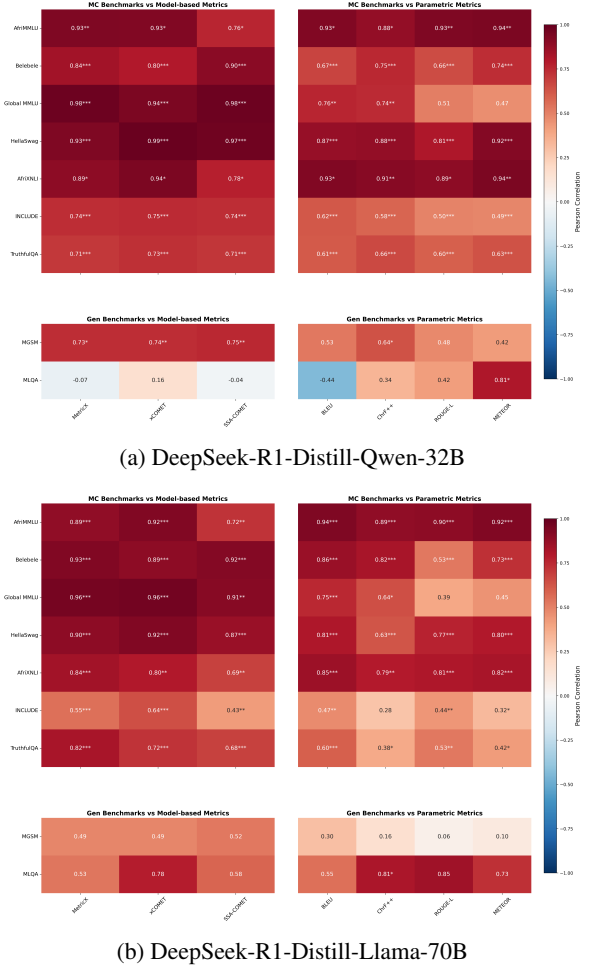 MC Benchmarks vs Model-based Metrics
MC Benchmarks vs Parametric Metrics
AfriMMLU 0.93** 0.93* 0.76* 0.93* 0.88* 0.93** 0.94**
Belebele 0.84*** 0.80*** 0.90*** 0.67*** 0.75*** 0.66*** 0.74***
Global MMLU 0.98*** 0.94*** 0.98*** 0.76** 0.74** 0.51 0.47
HellaSwag 0.93*** 0.99*** 0.97*** 0.87*** 0.88*** 0.81*** 0.92***
AfriXNLI 0.89* 0.94* 0.78* 0.93* 0.91** 0.89* 0.94**
INCLUDE 0.74*** 0.75*** 0.74*** 0.62*** 0.58*** 0.50*** 0.49***
TruthfulQA 0.71*** 0.73*** 0.71*** 0.61*** 0.66*** 0.60*** 0.63***
Gen Benchmarks vs Model-based Metrics
Gen Benchmarks vs Parametric Metrics
MGSM 0.73* 0.74** 0.75** 0.53 0.64* 0.48 0.42
MLQA -0.07 0.16 -0.04 -0.44 0.34 0.42 0.81*
MetricX xCOMET SSA-COMET BLEU ChrF++ ROUGE-L METEOR
1.00
0.75
0.50
0.25
0.00
−0.25
−0.50
−0.75
−1.00
Pearson Correlation
(a) DeepSeek-R1-Distill-Qwen-32B
MC Benchmarks vs Model-based Metrics
MC Benchmarks vs Parametric Metrics
AfriMMLU 0.89*** 0.92*** 0.72** 0.94*** 0.89*** 0.90*** 0.92***
Belebele 0.93*** 0.89*** 0.92*** 0.86*** 0.82*** 0.53*** 0.73***
Global MMLU 0.96*** 0.96*** 0.91** 0.75*** 0.64* 0.39 0.45
HellaSwag 0.90*** 0.92*** 0.87*** 0.81*** 0.63*** 0.77*** 0.80***
AfriXNLI 0.84*** 0.80** 0.69** 0.85*** 0.79** 0.81*** 0.82***
INCLUDE 0.55*** 0.64*** 0.43** 0.47** 0.28 0.44** 0.32*
TruthfulQA 0.82*** 0.72*** 0.68*** 0.60*** 0.38* 0.53** 0.42*
Gen Benchmarks vs Model-based Metrics
Gen Benchmarks vs Parametric Metrics
MGSM 0.49 0.49 0.52 0.30 0.16 0.06 0.10
MLQA 0.53 0.78 0.58 0.55 0.81* 0.85 0.73
MetricX xCOMET SSA-COMET BLEU ChrF++ ROUGE-L METEOR
1.00
0.75
0.50
0.25
0.00
−0.25
−0.50
−0.75
−1.00
Pearson Correlation
(b) DeepSeek-R1-Distill-Llama-70B